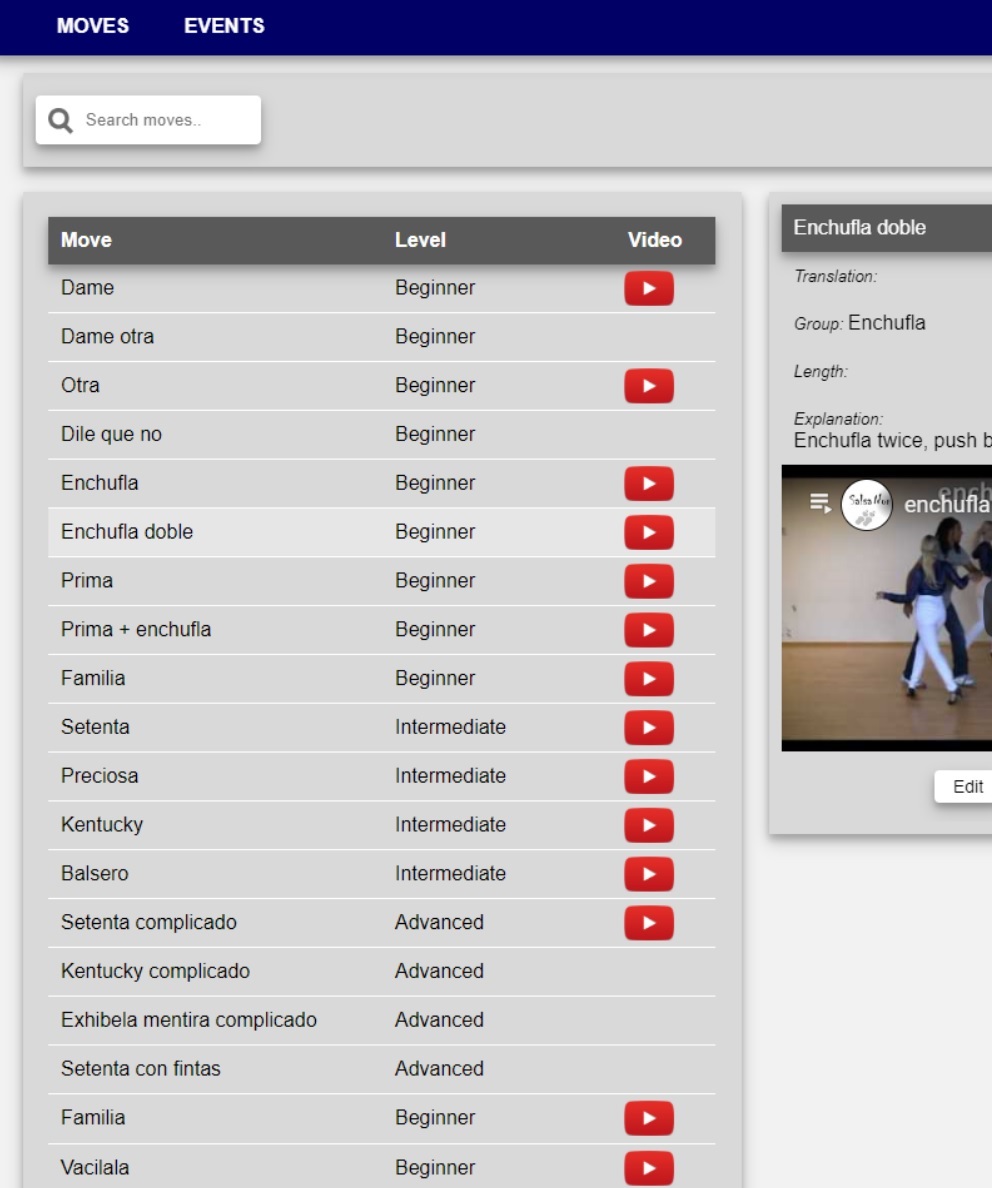 MOVES EVENTS
Search moves..
Move Level Video
Dame Beginner
Dame otra Beginner
Otra Beginner
Dile que no Beginner
Enchufla Beginner
Enchufla doble Beginner
Prima Beginner
Prima + enchufla Beginner
Familia Beginner
Setenta Intermediate
Preciosa Intermediate
Kentucky Intermediate
Balsero Intermediate
Setenta complicado Advanced
Kentucky complicado Advanced
Exhibela mentira complicado Advanced
Setenta con fintas Advanced
Familia Beginner
Vacilala Beginner
Enchufla doble
Translation:
Group: Enchufla
Length:
Explanation:
Enchufla twice, push b
Salsa
enchufla
Edit